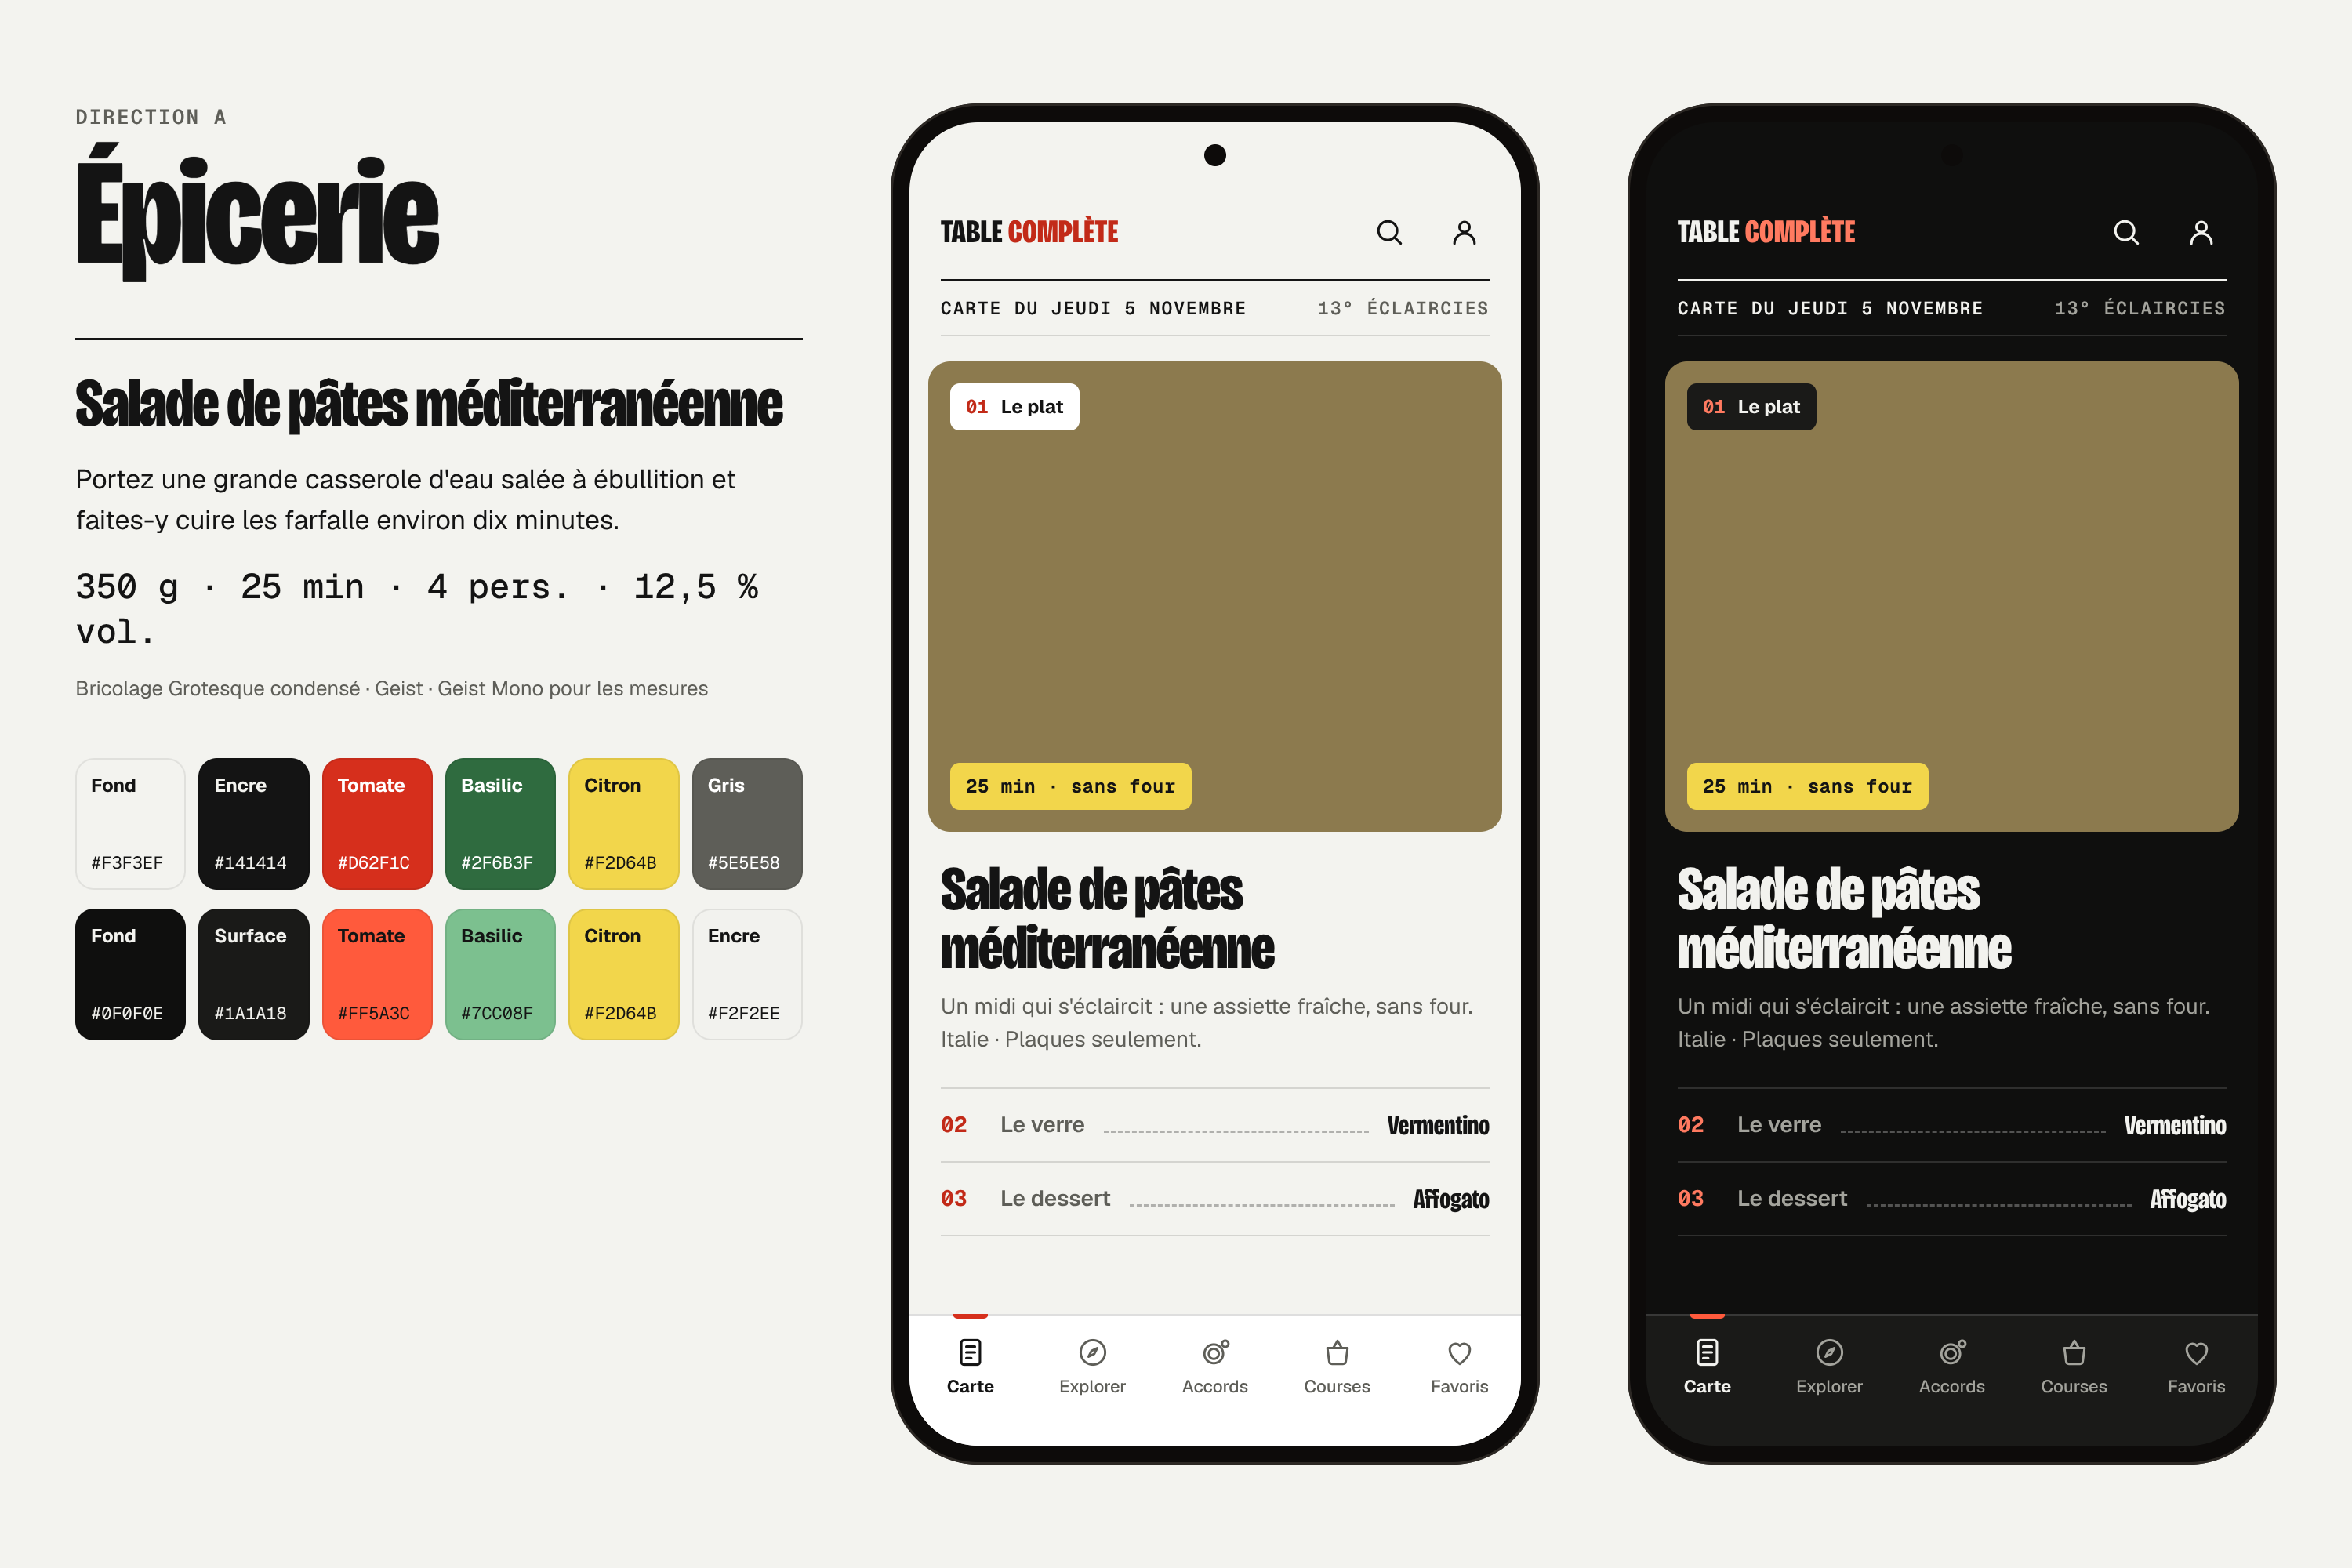 DIRECTION A
Épicerie
Salade de pâtes méditerranéenne
Portez une grande casserole d'eau salée à ébullition et
faites-y cuire les farfalle environ dix minutes.
350 g · 25 min · 4 pers. · 12,5 %
vol.
Bricolage Grotesque condensé · Geist · Geist Mono pour les mesures
Fond Encre Tomate Basilic Citron Gris
#F3F3EF #141414 #D62F1C #2F6B3F #F2D64B #5E5E58
Fond Surface Tomate Basilic Citron Encre
#0F0F0E #1A1A18 #FF5A3C #7CC08F #F2D64B #F2F2EE
TABLE COMPLÈTE
CARTE DU JEUDI 5 NOVEMBRE 13° ÉCLAIRCIES
01 Le plat
25 min · sans four
Salade de pâtes
méditerranéenne
Un midi qui s'éclaircit : une assiette fraîche, sans four.
Italie · Plaques seulement.
02 Le verre Vermentino
03 Le dessert Affogato
Carte Explorer Accords Courses Favoris
TABLE COMPLÈTE
CARTE DU JEUDI 5 NOVEMBRE 13° ÉCLAIRCIES
01 Le plat
25 min · sans four
Salade de pâtes
méditerranéenne
Un midi qui s'éclaircit : une assiette fraîche, sans four.
Italie · Plaques seulement.
02 Le verre Vermentino
03 Le dessert Affogato
Carte Explorer Accords Courses Favoris